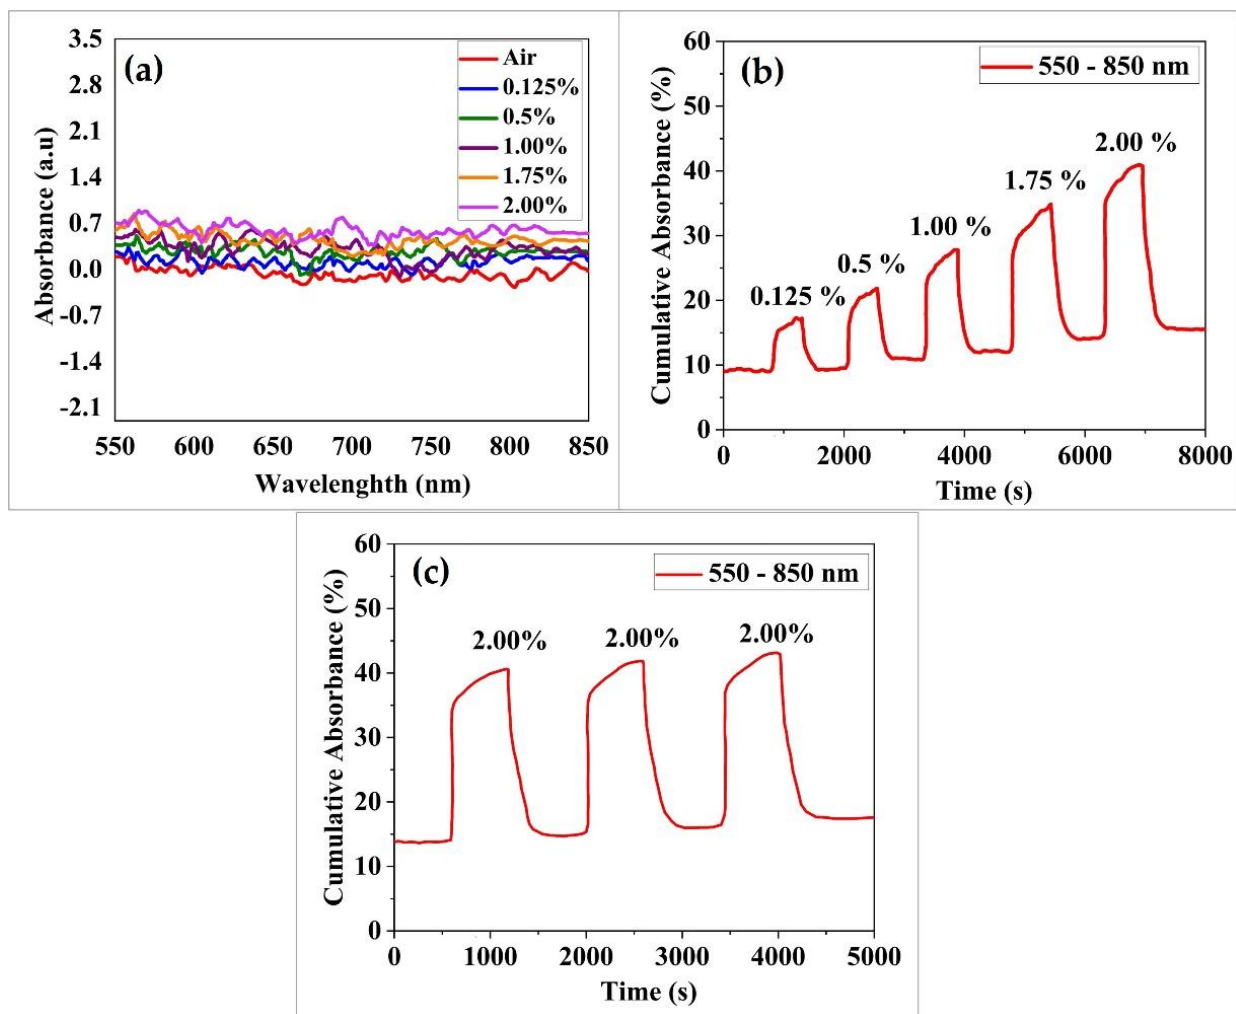 (a)
Absorbance (a.u)
3.5
2.8
2.1
1.4
0.7
0.0
-0.7
-1.4
-2.1
Air
0.125%
0.5%
1.00%
1.75%
2.00%
550 600 650 700 750 800 850
Wavelenghth (nm)
(b)
Cumulative Absorbance (%)
60
50
40
30
20
10
0
550 - 850 nm
0.125 %
0.5 %
1.00 %
1.75 %
2.00 %
0 2000 4000 6000 8000
Time (s)
(c)
Cumulative Absorbance (%)
60
50
40
30
20
10
0
550 - 850 nm
2.00% 2.00% 2.00%
0 1000 2000 3000 4000 5000
Time (s)